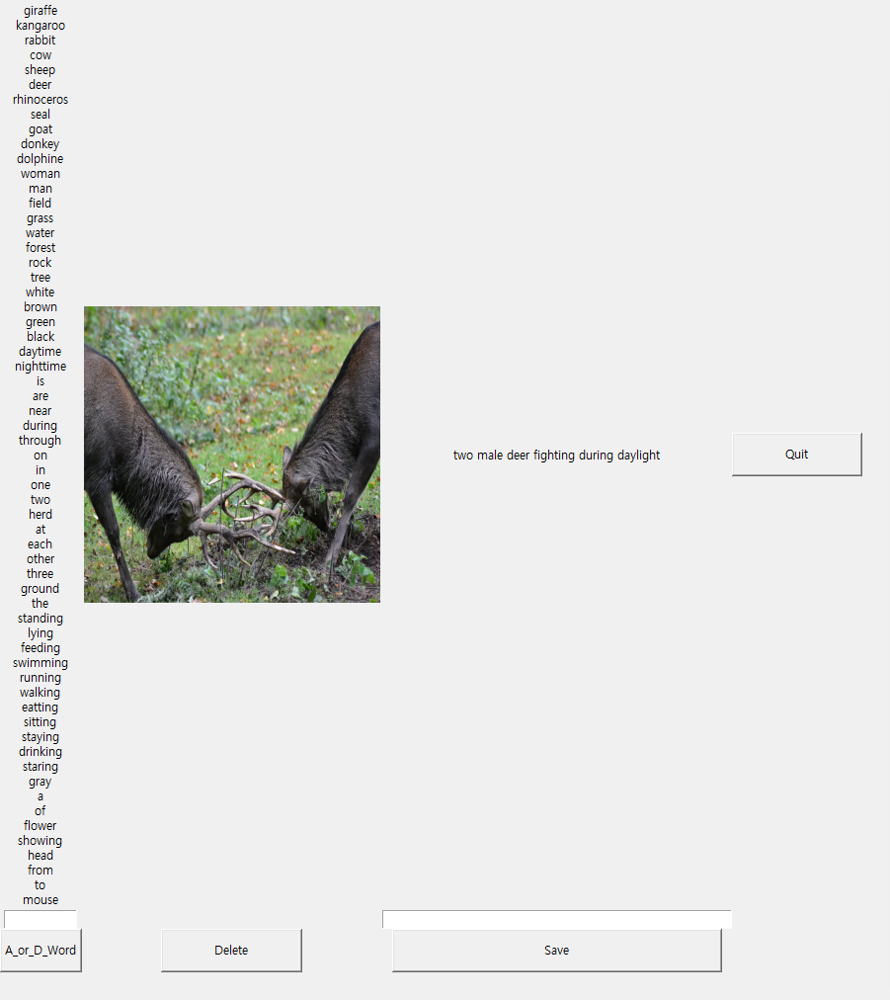 giraffe
kangaroo
rabbit
cow
sheep
deer
rhinoceros
seal
goat
donkey
dolphine
woman
man
field
grass
water
forest
rock
tree
white
brown
green
black
daytime
nighttime
is
are
near
during
through
on
in
one
two
herd
at
each
other
three
ground
the
standing
lying
feeding
swimming
running
walking
eatting
sitting
staying
drinking
staring
gray
a
of
flower
showing
head
from
to
mouse
two male deer fighting during daylight
Quit
A_or_D_Word
Delete
Save